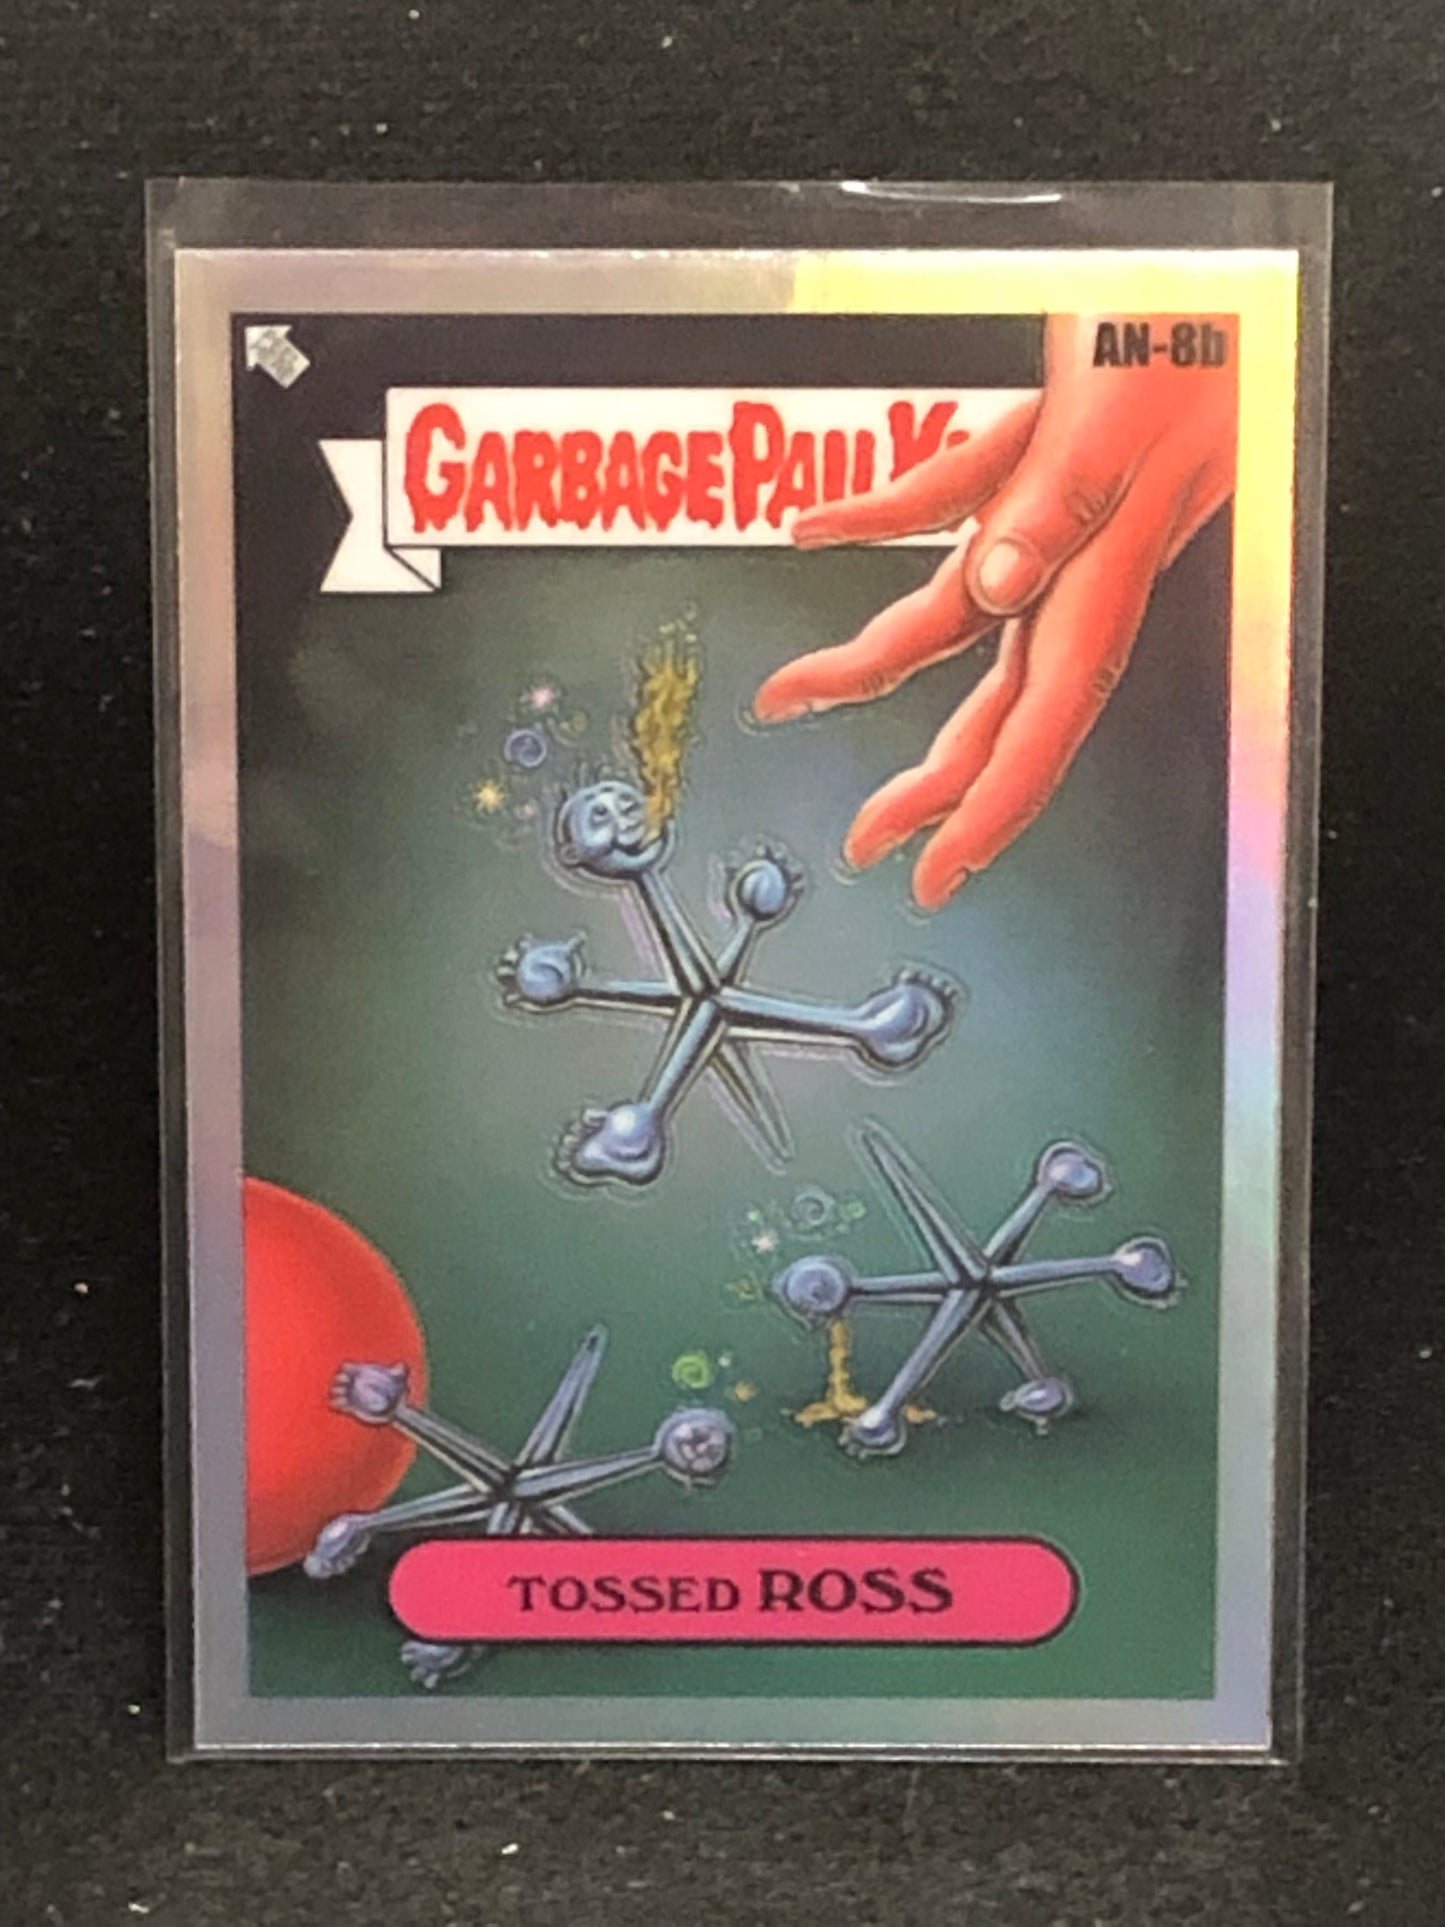 AN-8b
GARBAGE PAIL K
TOSSED ROSS